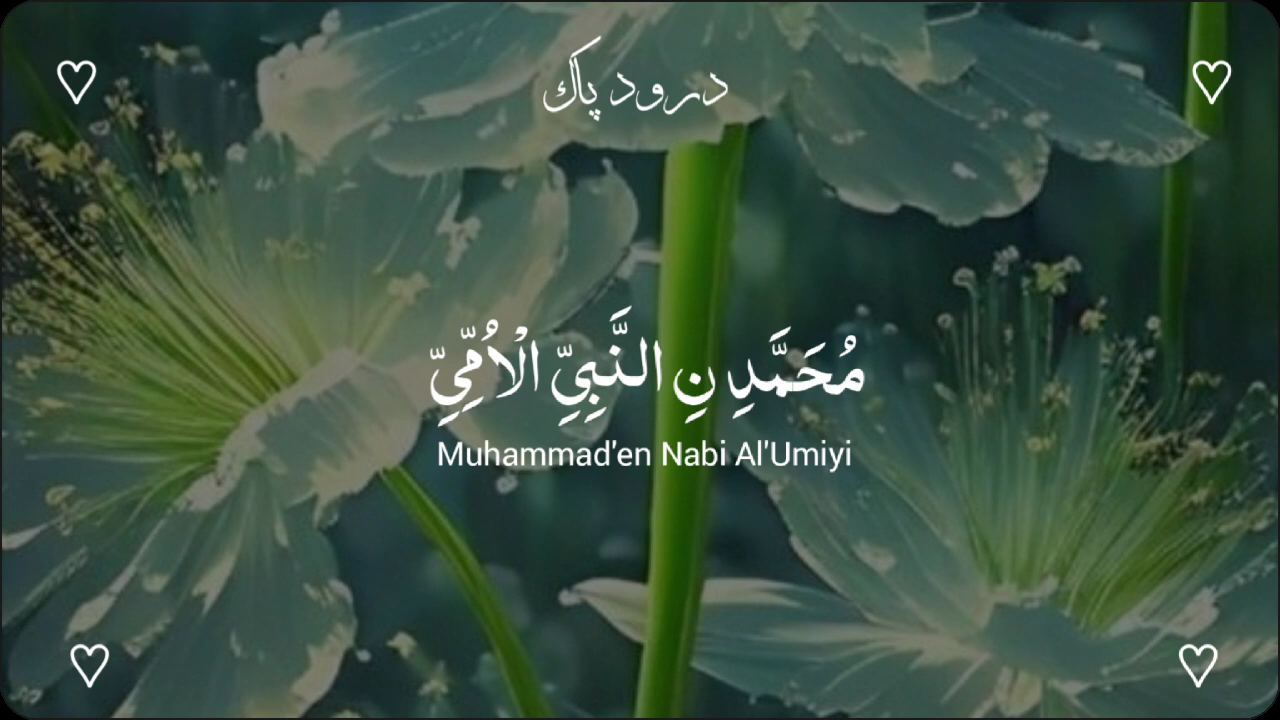 درود پاک
مُحَمَّدِنِ النَّبِيِّ الْاُمِّيِّ
Muhammad'en Nabi Al'Umiyi